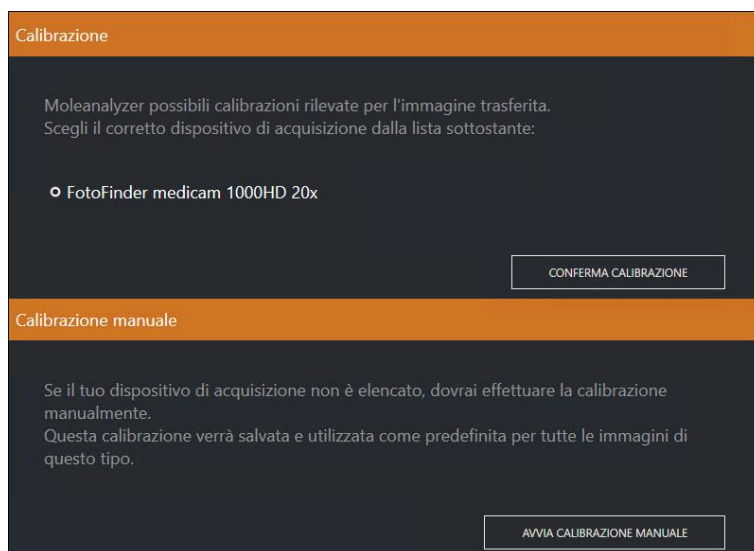 Calibrazione
Moleanalyzer possibili calibrazioni rilevate per l'immagine trasferita.
Scegli il corretto dispositivo di acquisizione dalla lista sottostante:
FotoFinder medicam 1000HD 20x
CONFERMA CALIBRAZIONE
Calibrazione manuale
Se il tuo dispositivo di acquisizione non è elencato, dovrai effettuare la calibrazione
manualmente.
Questa calibrazione verrà salvata e utilizzata come predefinita per tutte le immagini di
questo tipo.
AVVIA CALIBRAZIONE MANUALE